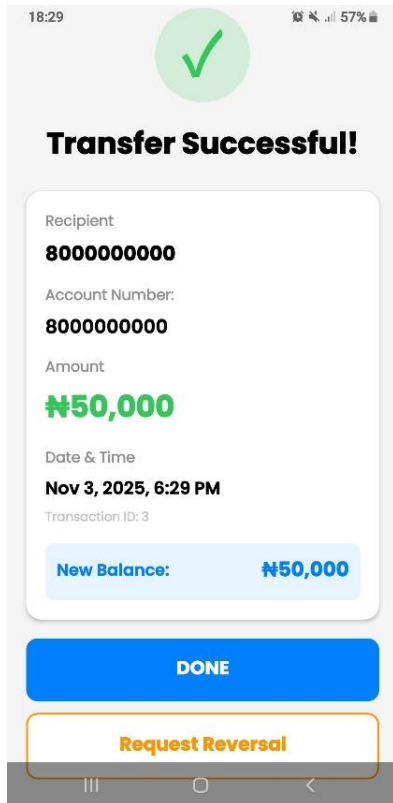 18:29 57%
Transfer Successful!
Recipient
8000000000
Account Number:
8000000000
Amount
₦50,000
Date & Time
Nov 3, 2025, 6:29 PM
Transaction ID: 3
New Balance: ₦50,000
DONE
Request Reversal